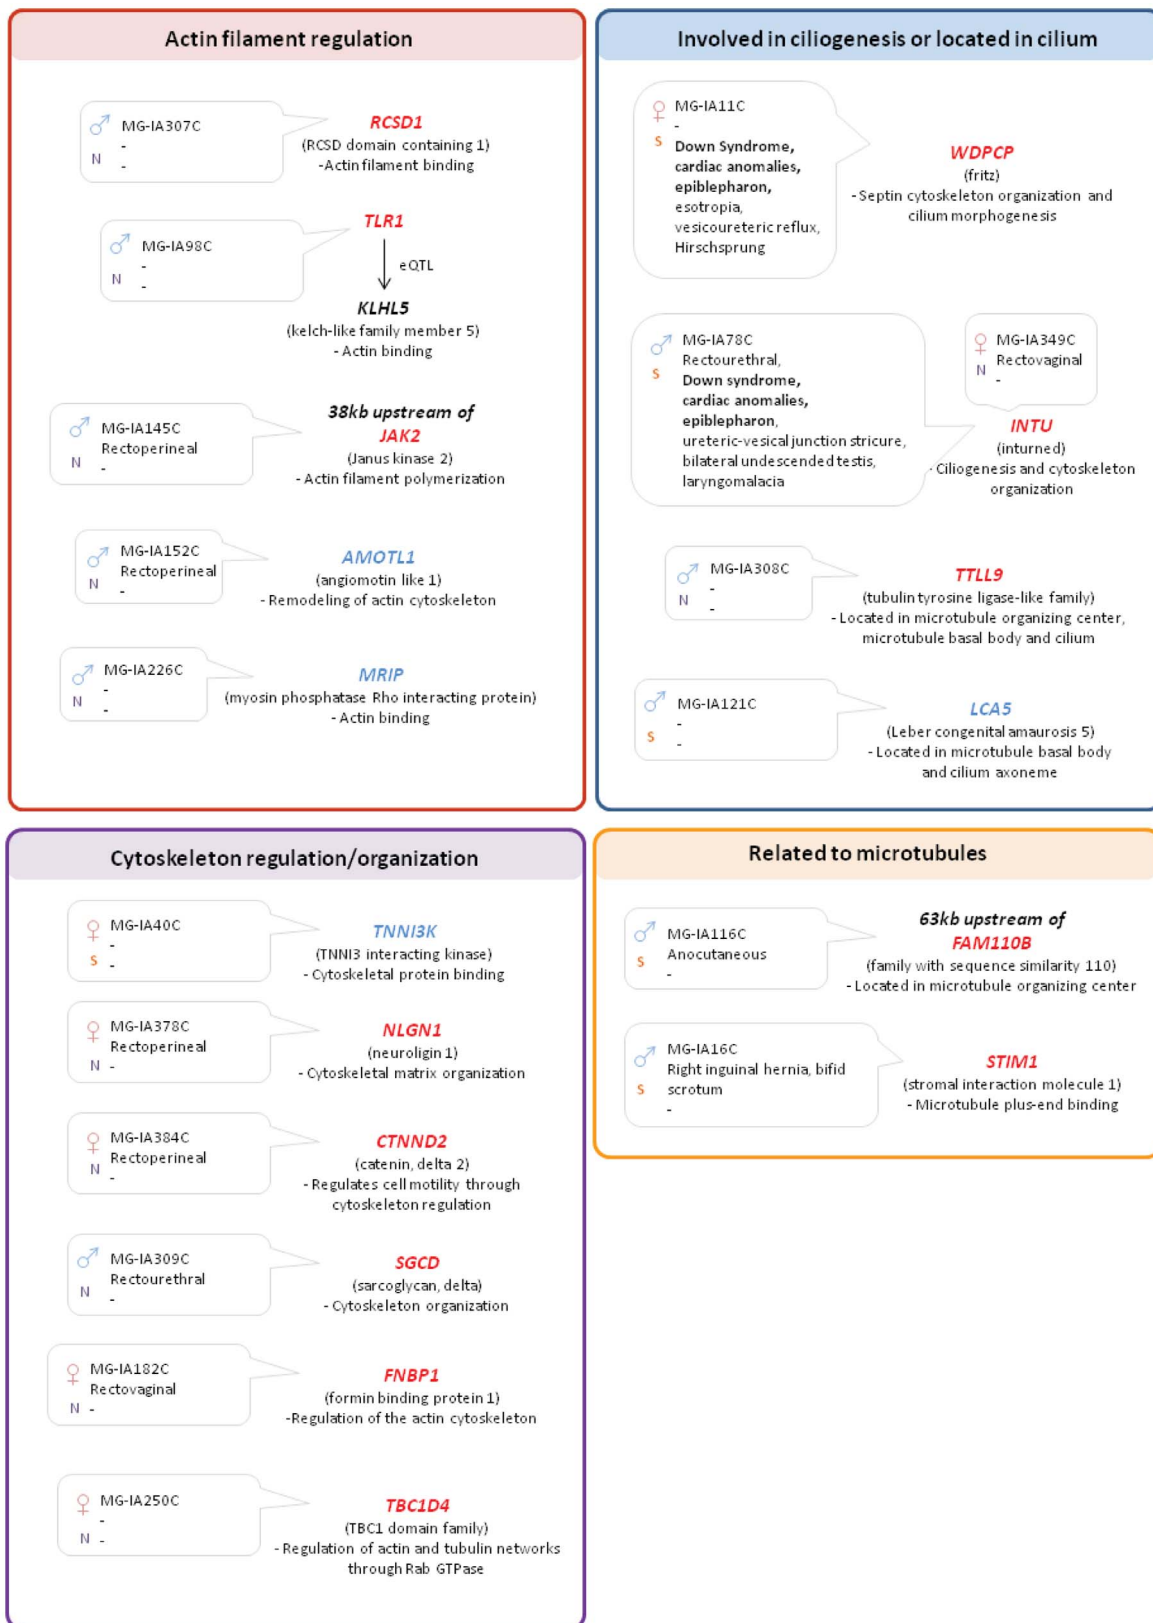 Actin filament regulation
♂ MG-IA307C
-
N -
RCSD1
(RCSD domain containing 1)
-Actin filament binding
♂ MG-IA98C
-
N -
TLR1
eQTL
KLHL5
(kelch-like family member 5)
- Actin binding
♂ MG-IA145C
Rectoperineal
N -
38kb upstream of
JAK2
(Janus kinase 2)
- Actin filament polymerization
♂ MG-IA152C
Rectoperineal
N -
AMOTL1
(angiomotin like 1)
- Remodeling of actin cytoskeleton
♂ MG-IA226C
-
N -
MRIP
(myosin phosphatase Rho interacting protein)
- Actin binding
Involved in ciliogenesis or located in cilium
♀ MG-IA11C
-
S Down Syndrome,
cardiac anomalies,
epiblepharon,
esotropia,
vesicoureteric reflux,
Hirschsprung
WDPCP
(fritz)
- Septin cytoskeleton organization and
cilium morphogenesis
♂ MG-IA78C
Rectourethral,
S Down syndrome,
cardiac anomalies,
epiblepharon,
ureteric-vesical junction stricure,
bilateral undescended testis,
laryngomalacia
♀ MG-IA349C
N Rectovaginal
-
INTU
(inturned)
- Ciliogenesis and cytoskeleton
organization
♂ MG-IA308C
-
N -
TTLL9
(tubulin tyrosine ligase-like family)
- Located in microtubule organizing center,
microtubule basal body and cilium
♂ MG-IA121C
-
S -
LCA5
(Leber congenital amaurosis 5)
- Located in microtubule basal body
and cilium axoneme
Cytoskeleton regulation/organization
♀ MG-IA40C
-
S -
TNNI3K
(TNNI3 interacting kinase)
- Cytoskeletal protein binding
♀ MG-IA378C
Rectoperineal
N -
NLGN1
(neuroligin 1)
- Cytoskeletal matrix organization
♀ MG-IA384C
Rectoperineal
N -
CTNND2
(catenin, delta 2)
- Regulates cell motility through
cytoskeleton regulation
♂ MG-IA309C
Rectourethral
N -
SGCD
(sarcoglycan, delta)
- Cytoskeleton organization
♀ MG-IA182C
Rectovaginal
N -
FNBP1
(formin binding protein 1)
-Regulation of the actin cytoskeleton
♀ MG-IA250C
-
N -
TBC1D4
(TBC1 domain family)
- Regulation of actin and tubulin networks
through Rab GTPase
Related to microtubules
♂ MG-IA116C
Anocutaneous
S -
63kb upstream of
FAM110B
(family with sequence similarity 110)
- Located in microtubule organizing center
♂ MG-IA16C
Right inguinal hernia, bifid
S scrotum
-
STIM1
(stromal interaction molecule 1)
- Microtubule plus-end binding